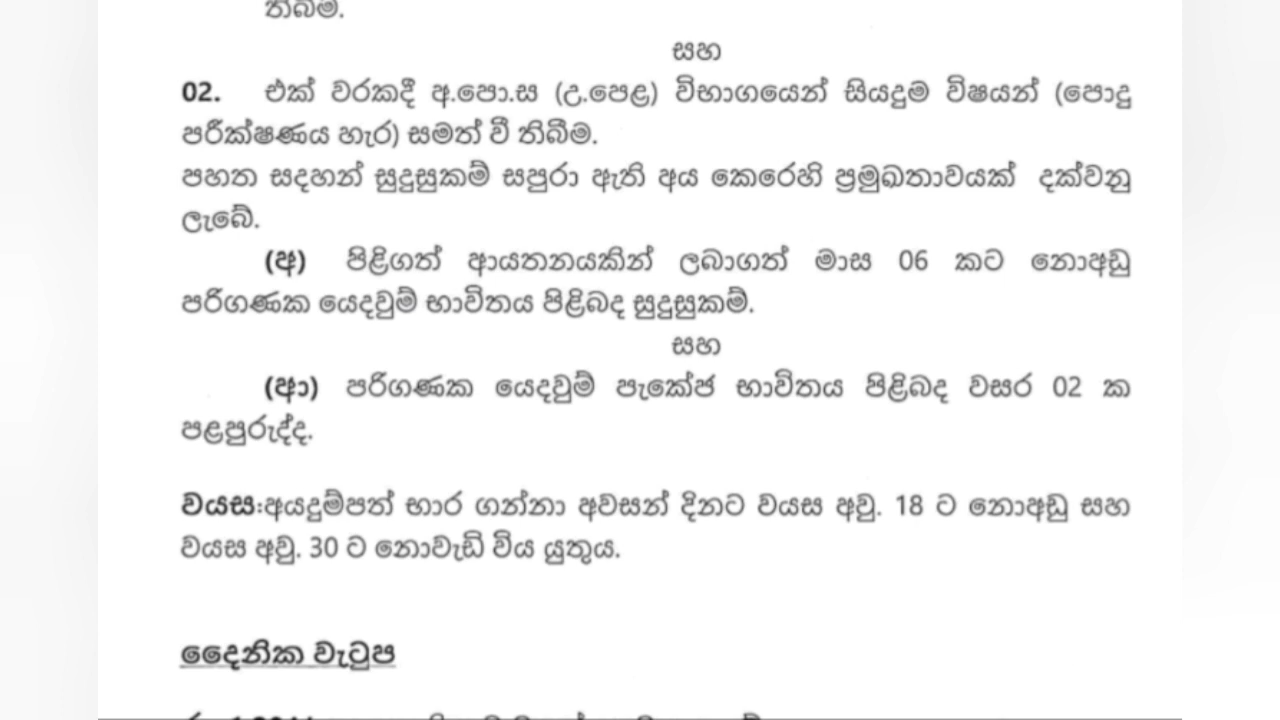 තිබීම.
සහ
02. එක් වරකදී අ.පො.ස (උ.පෙළ) විභාගයෙන් සියදුම විෂයන් (පොදු
පරීක්ෂණය හැර) සමත් වී තිබීම.
පහත සදහන් සුදුසුකම් සපුරා ඇති අය කෙරෙහි ප්‍රමුඛතාවයක් දක්වනු
ලැබේ.
(අ) පිළිගත් ආයතනයකින් ලබාගත් මාස 06 කට නොඅඩු
පරිගණක යෙදවුම් භාවිතය පිළිබද සුදුසුකම්.
සහ
(ආ) පරිගණක යෙදවුම් පැකේජ භාවිතය පිළිබද වසර 02 ක
පළපුරුද්ද.
වයස:අයදුම්පත් භාර ගන්නා අවසන් දිනට වයස අවු. 18 ට නොඅඩු සහ
වයස අවු. 30 ට නොවැඩි විය යුතුය.
දෛනික වැටුප